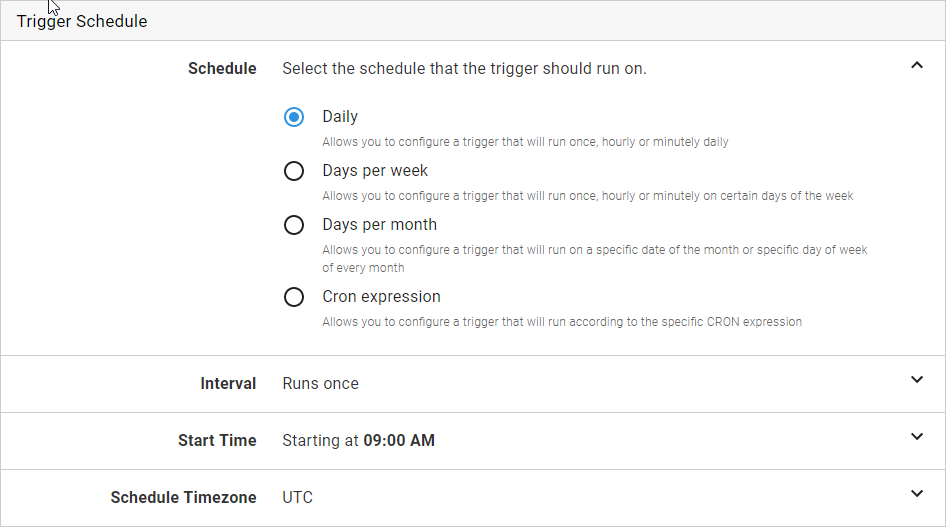 Trigger Schedule
Schedule Select the schedule that the trigger should run on.
Daily
Allows you to configure a trigger that will run once, hourly or minutely daily
Days per week
Allows you to configure a trigger that will run once, hourly or minutely on certain days of the week
Days per month
Allows you to configure a trigger that will run on a specific date of the month or specific day of week
of every month
Cron expression
Allows you to configure a trigger that will run according to the specific CRON expression
Interval Runs once
Start Time Starting at 09:00 AM
Schedule Timezone UTC